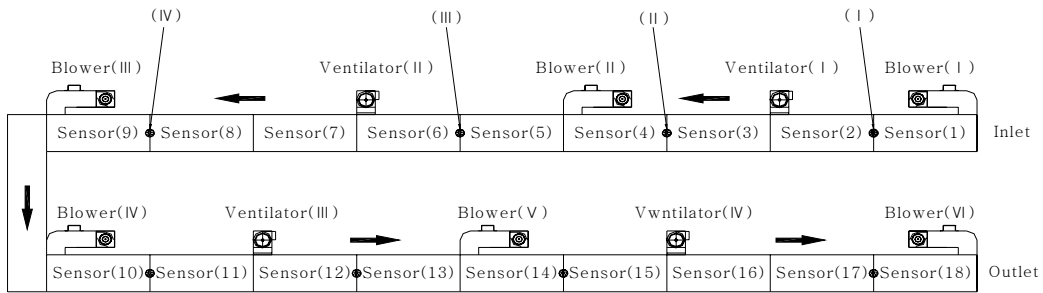 (Ⅳ) (Ⅲ) (Ⅱ) (Ⅰ)
Blower(Ⅲ) Ventilator(Ⅱ) Blower(Ⅱ) Ventilator(Ⅰ) Blower(Ⅰ)
Sensor(9) Sensor(8) Sensor(7) Sensor(6) Sensor(5) Sensor(4) Sensor(3) Sensor(2) Sensor(1) Inlet
Blower(Ⅳ) Ventilator(Ⅲ) Blower(Ⅴ) Vwntilator(Ⅳ) Blower(Ⅵ)
Sensor(10) Sensor(11) Sensor(12) Sensor(13) Sensor(14) Sensor(15) Sensor(16) Sensor(17) Sensor(18) Outlet